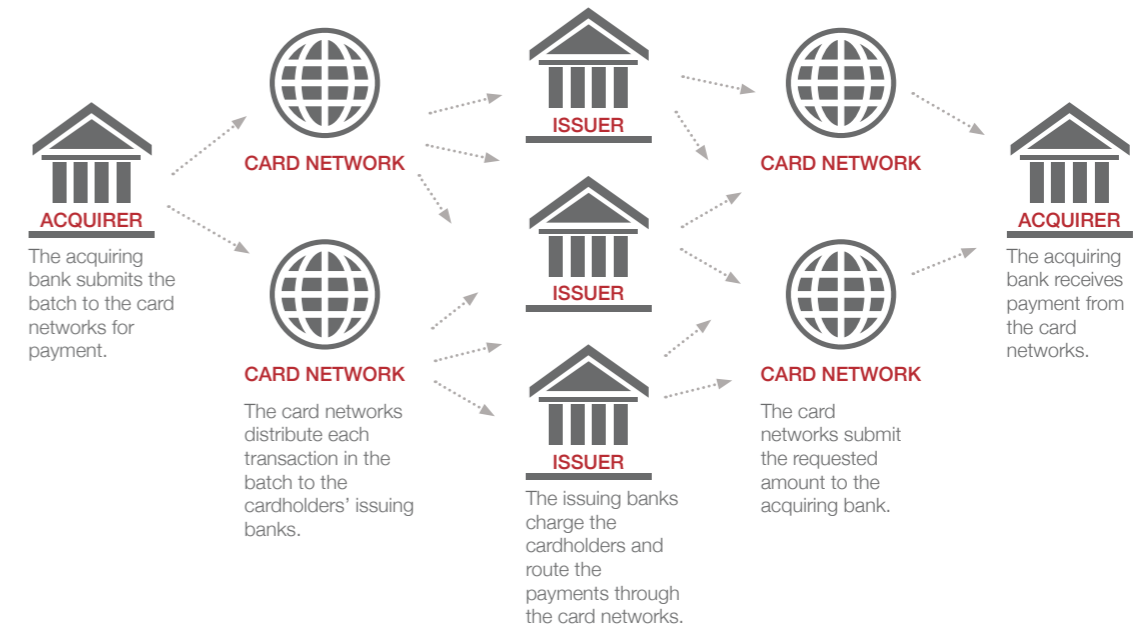 ACQUIRER
The acquiring
bank submits the
batch to the card
networks for
payment.
CARD NETWORK
CARD NETWORK
The card networks
distribute each
transaction in the
batch to the
cardholders’ issuing
banks.
ISSUER
ISSUER
ISSUER
The issuing banks
charge the
cardholders and
route the
payments through
the card networks.
CARD NETWORK
CARD NETWORK
The card
networks submit
the requested
amount to the
acquiring bank.
ACQUIRER
The acquiring
bank receives
payment from
the card
networks.